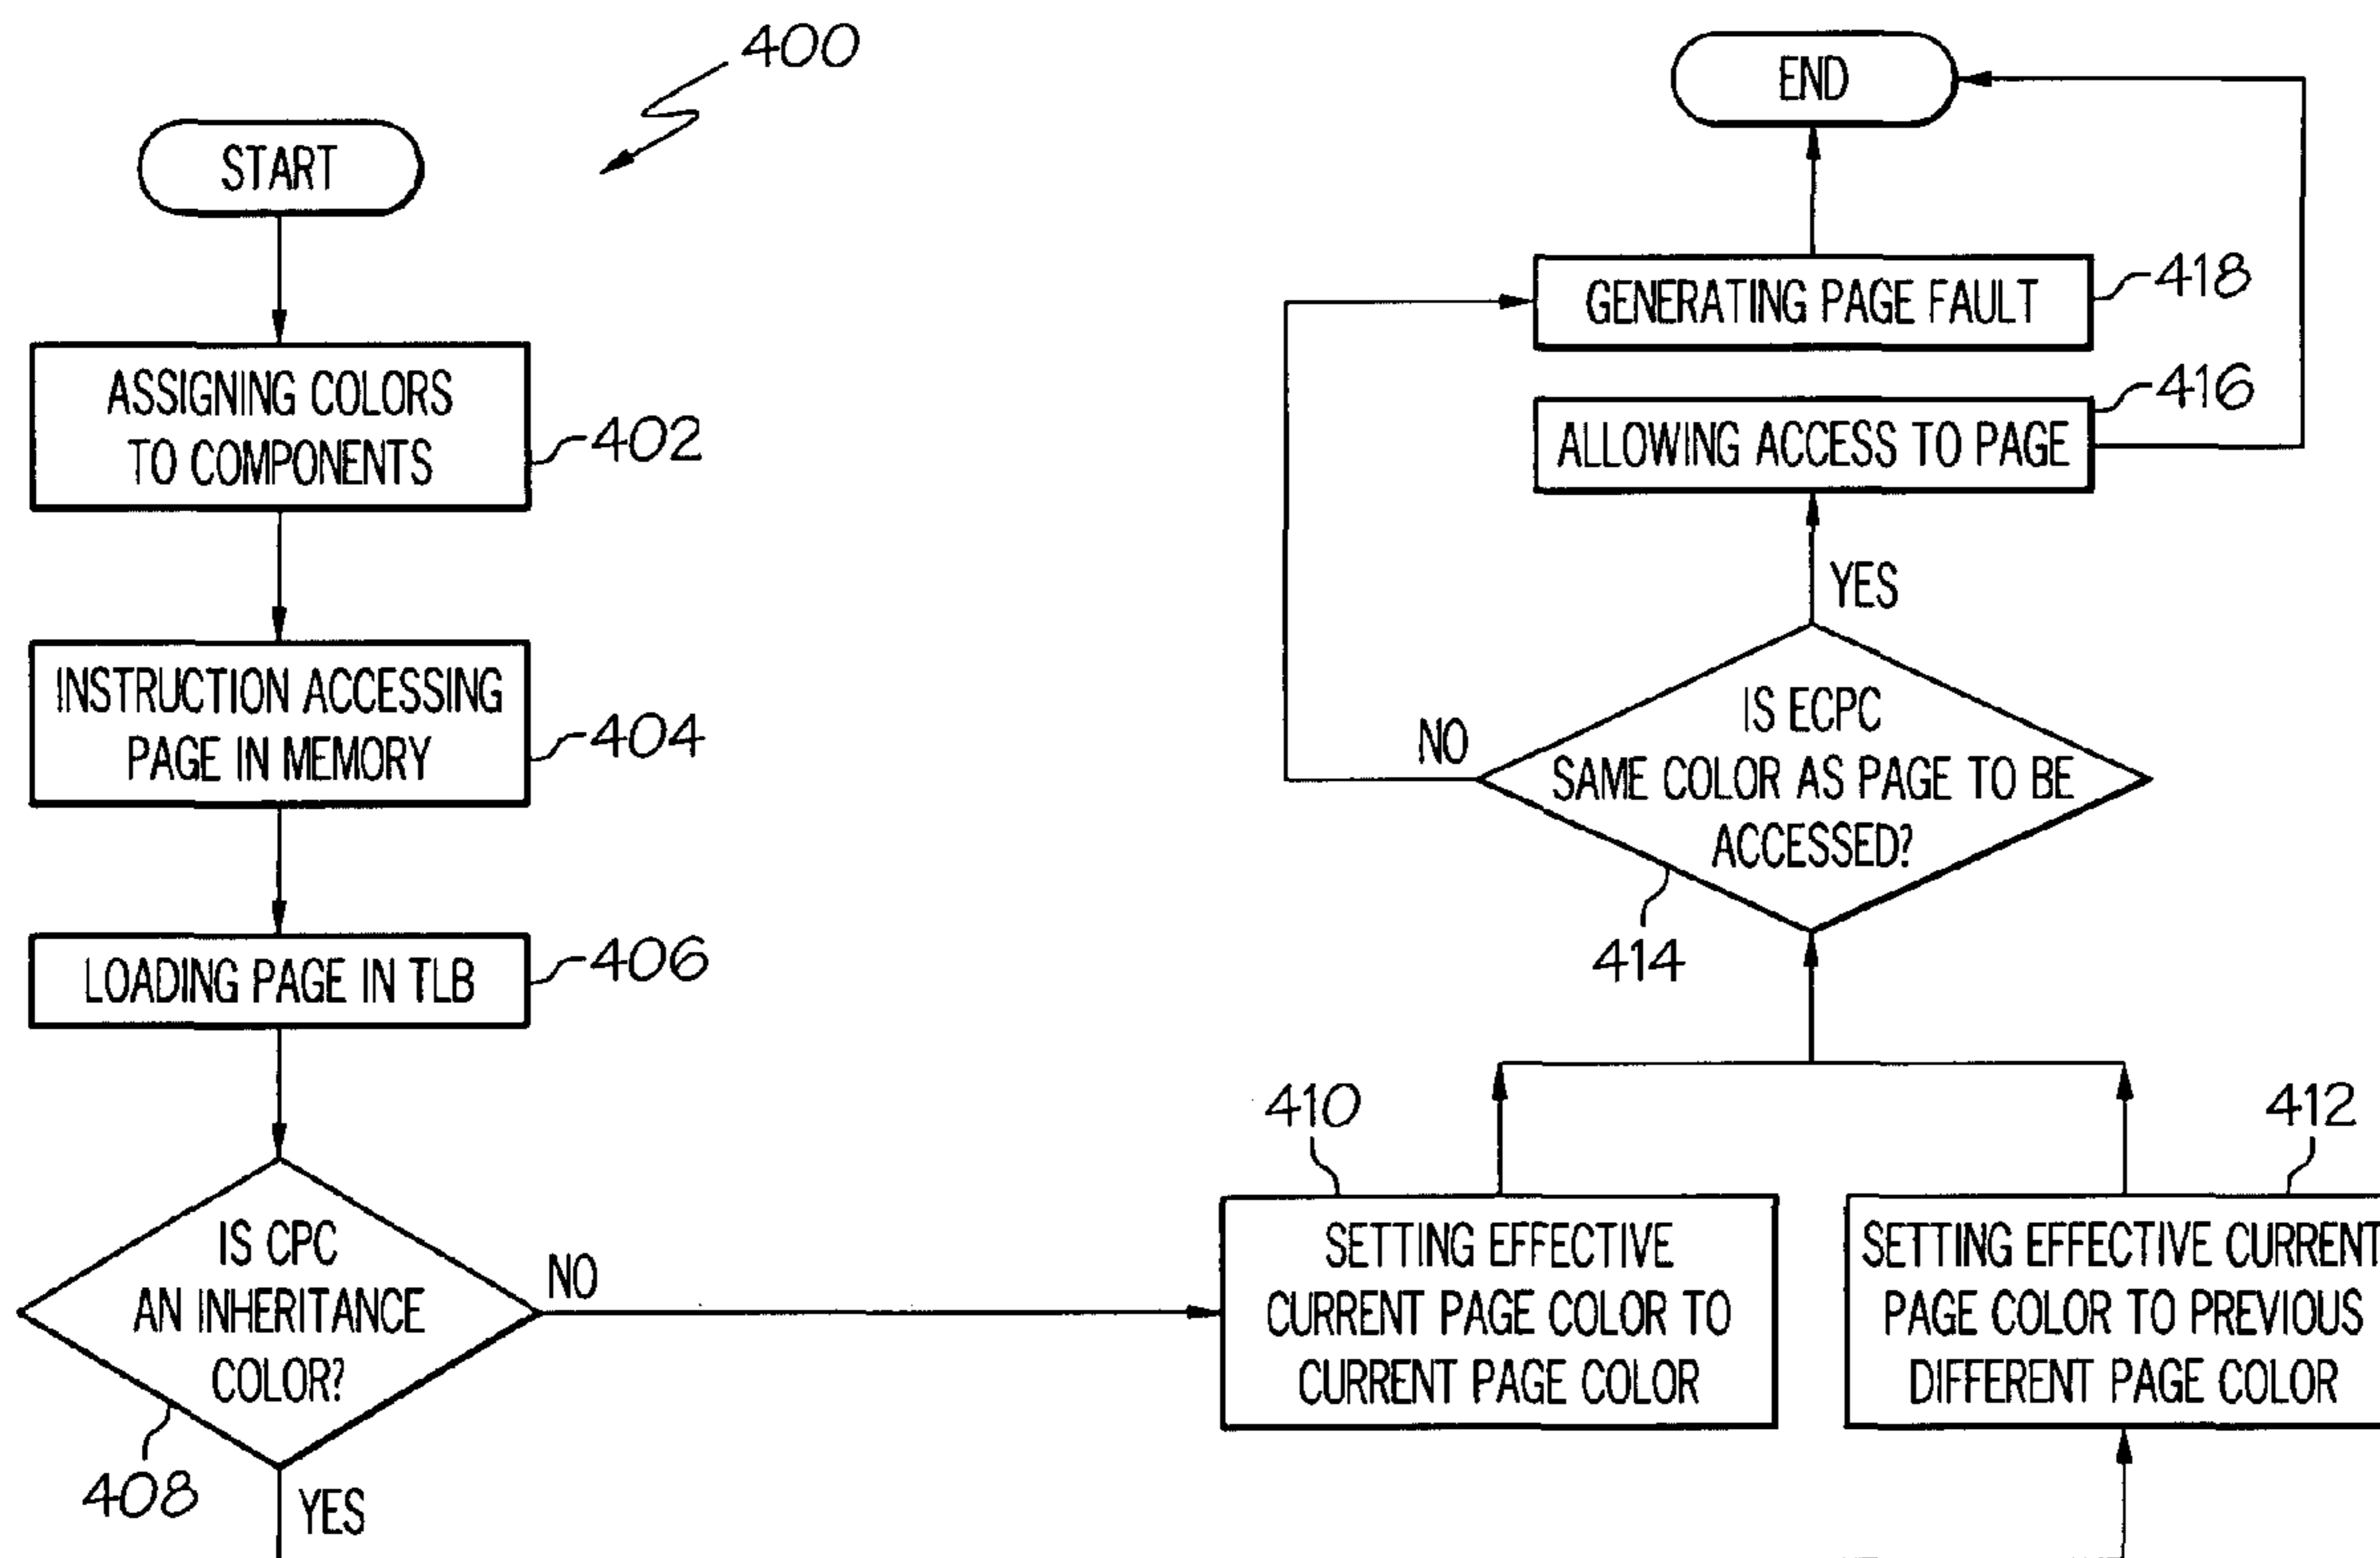 400
START
ASSIGNING COLORS
TO COMPONENTS
402
INSTRUCTION ACCESSING
PAGE IN MEMORY
404
LOADING PAGE IN TLB
406
IS CPC
AN INHERITANCE
COLOR?
408
NO
YES
410
SETTING EFFECTIVE
CURRENT PAGE COLOR TO
CURRENT PAGE COLOR
412
SETTING EFFECTIVE CURRENT
PAGE COLOR TO PREVIOUS
DIFFERENT PAGE COLOR
IS ECPC
SAME COLOR AS PAGE TO BE
ACCESSED?
414
NO
YES
ALLOWING ACCESS TO PAGE
416
GENERATING PAGE FAULT
418
END